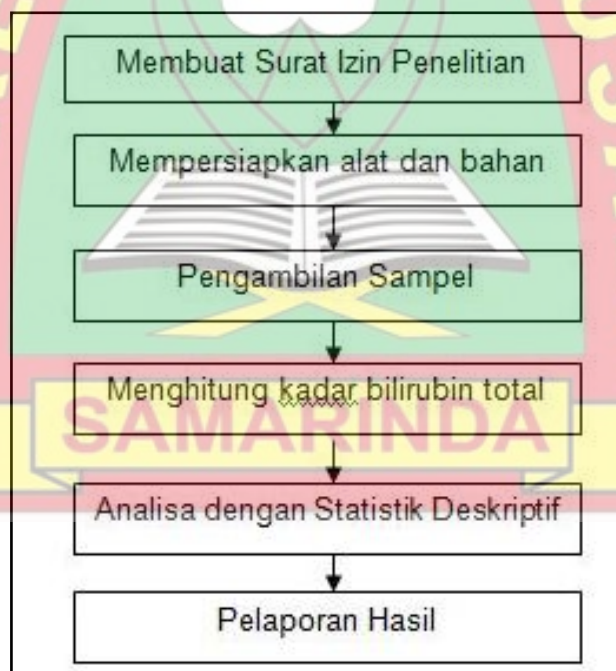 Membuat Surat Izin Penelitian
Mempersiapkan alat dan bahan
Pengambilan Sampel
Menghitung kadar bilirubin total
SAMARINDA
Analisa dengan Statistik Deskriptif
Pelaporan Hasil